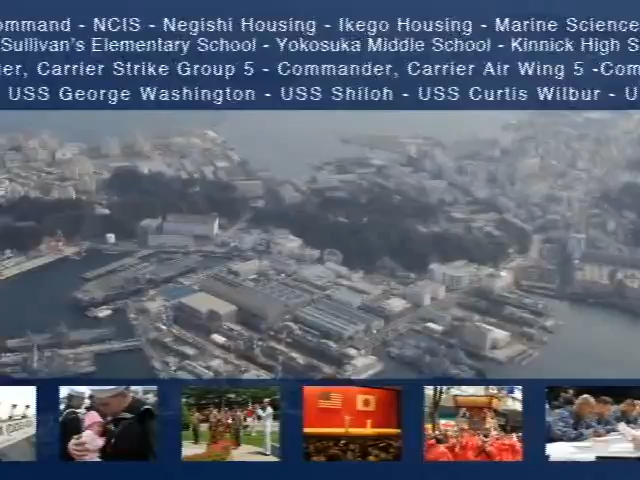 ommand - NCIS - Negishi Housing - Ikego Housing - Marine Science
Sullivan's Elementary School - Yokosuka Middle School - Kinnick High S
er, Carrier Strike Group 5 - Commander, Carrier Air Wing 5 -Com
USS George Washington - USS Shiloh - USS Curtis Wilbur - U